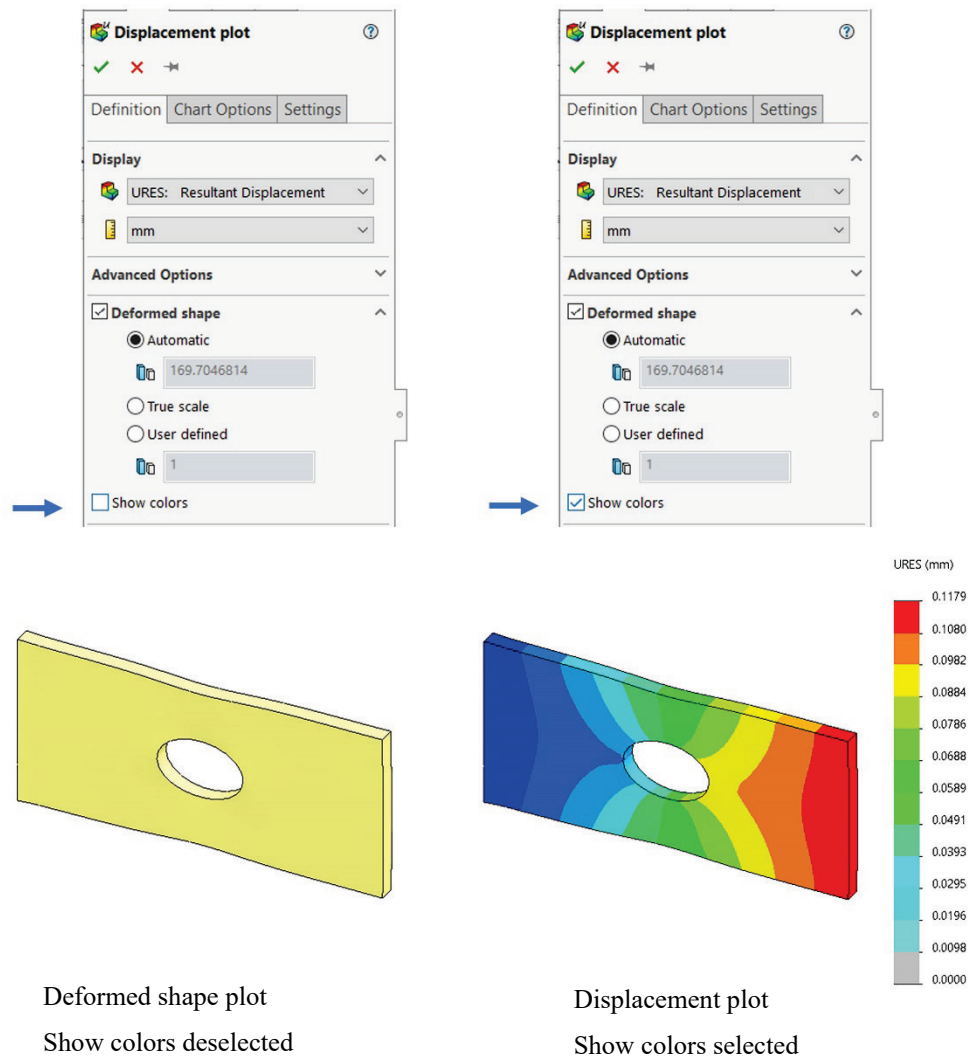 Displacement plot
Definition Chart Options Settings
Display
URES: Resultant Displacement
mm
Advanced Options
Deformed shape
Automatic
169.7046814
True scale
User defined
1
Show colors
Displacement plot
Definition Chart Options Settings
Display
URES: Resultant Displacement
mm
Advanced Options
Deformed shape
Automatic
169.7046814
True scale
User defined
1
Show colors
URES (mm)
0.1179
0.1080
0.0982
0.0884
0.0786
0.0688
0.0589
0.0491
0.0393
0.0295
0.0196
0.0098
0.0000
Deformed shape plot
Show colors deselected
Displacement plot
Show colors selected